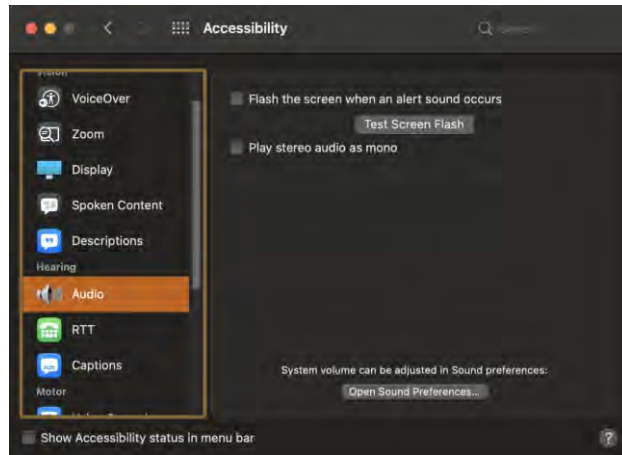 Accessibility
Search
Vision
VoiceOver
Zoom
Display
Spoken Content
Descriptions
Hearing
Audio
RTT
Captions
Motor
Flash the screen when an alert sound occurs
Test Screen Flash
Play stereo audio as mono
System volume can be adjusted in Sound preferences:
Open Sound Preferences...
Show Accessibility status in menu bar
?